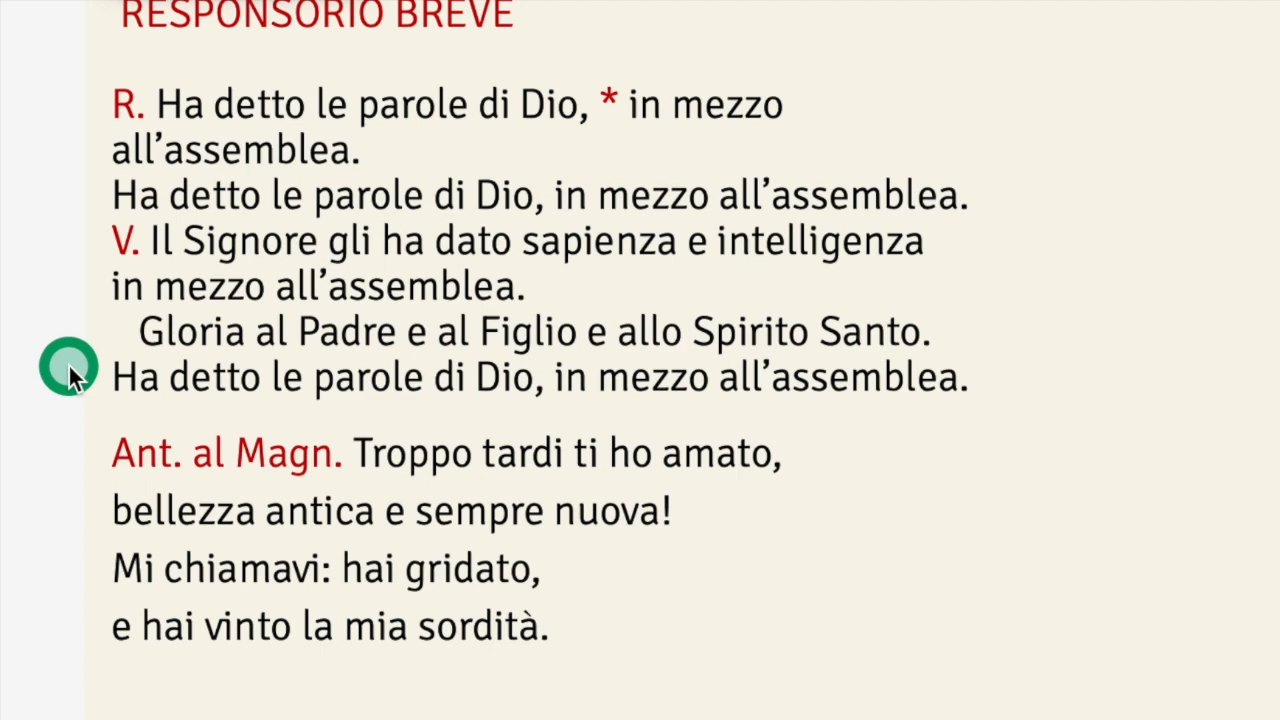 RESPONSORIO BREVE
R. Ha detto le parole di Dio, * in mezzo
all’assemblea.
Ha detto le parole di Dio, in mezzo all’assemblea.
V. Il Signore gli ha dato sapienza e intelligenza
in mezzo all’assemblea.
Gloria al Padre e al Figlio e allo Spirito Santo.
Ha detto le parole di Dio, in mezzo all’assemblea.
Ant. al Magn. Troppo tardi ti ho amato,
bellezza antica e sempre nuova!
Mi chiamavi: hai gridato,
e hai vinto la mia sordità.